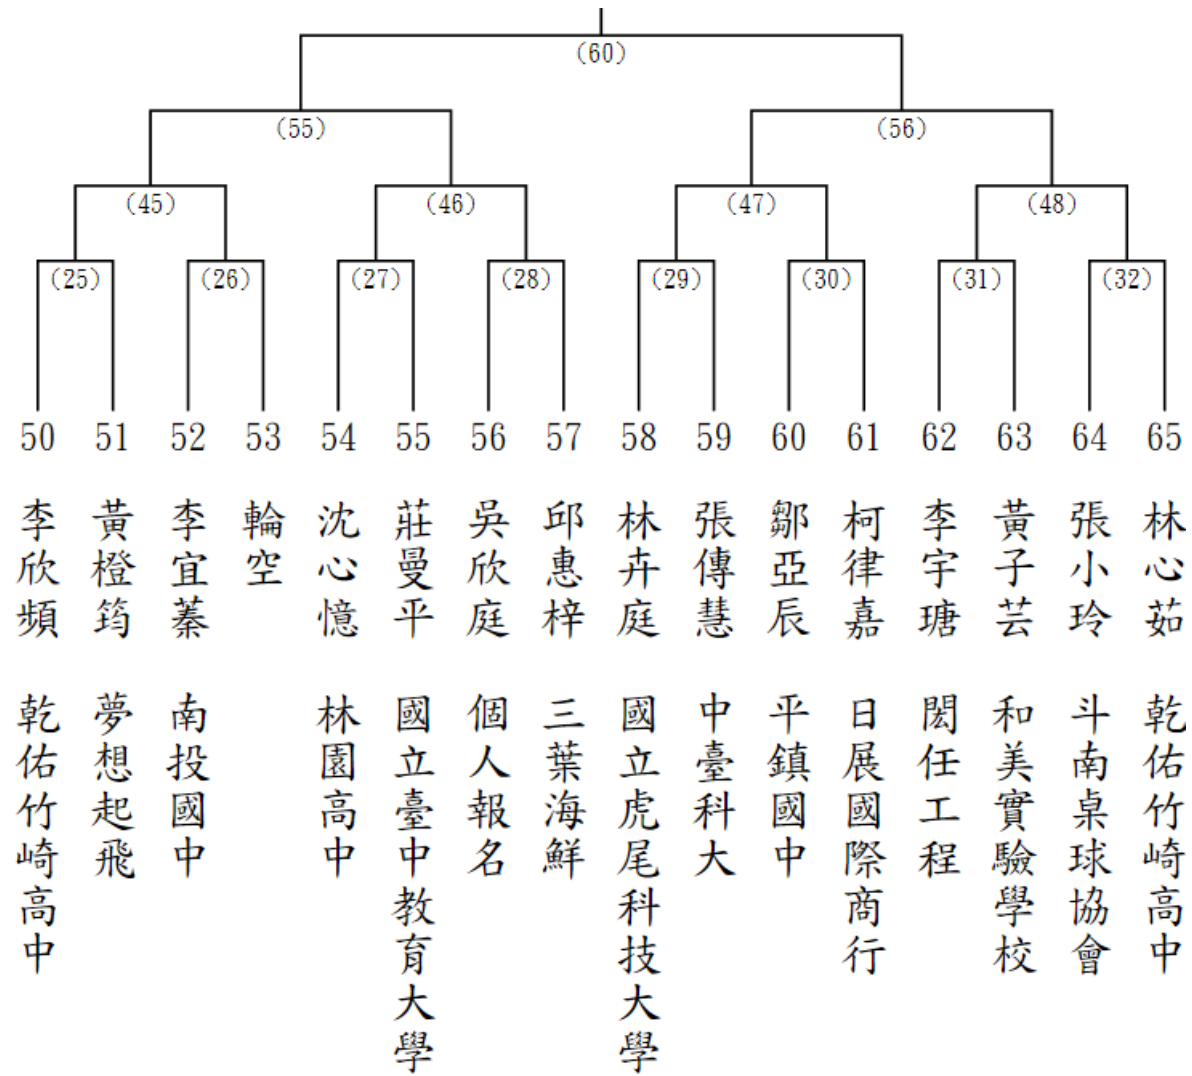 (60)
(55)
(56)
(45)
(46)
(47)
(48)
(25)
(26)
(27)
(28)
(29)
(30)
(31)
(32)
50 李欣頻 乾佑竹崎高中
51 黃橙筠 夢想起飛
52 李宜蓁 南投國中
53 輪空
54 沈心憶 林園高中
55 莊曼平 國立臺中教育大學
56 吳欣庭 個人報名
57 邱惠梓 三葉海鮮
58 林卉庭 國立虎尾科技大學
59 張傳慧 中臺科大
60 鄒亞辰 平鎮國中
61 柯律嘉 日展國際商行
62 李宇瑭 閎任工程
63 黃子芸 和美實驗學校
64 張小玲 斗南桌球協會
65 林心茹 乾佑竹崎高中